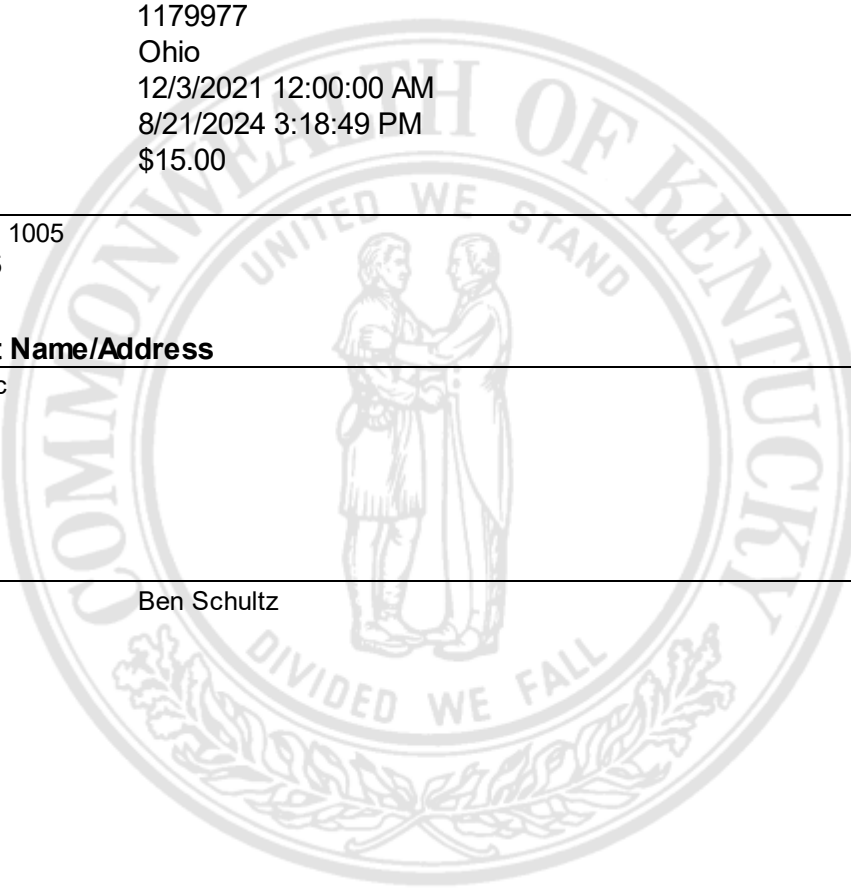 1179977
Ohio
12/3/2021 12:00:00 AM
8/21/2024 3:18:49 PM
$15.00
1005
Name/Address
c
Ben Schultz
COMMONWEALTH OF KENTUCKY
UNITED WE STAND
DIVIDED WE FALL